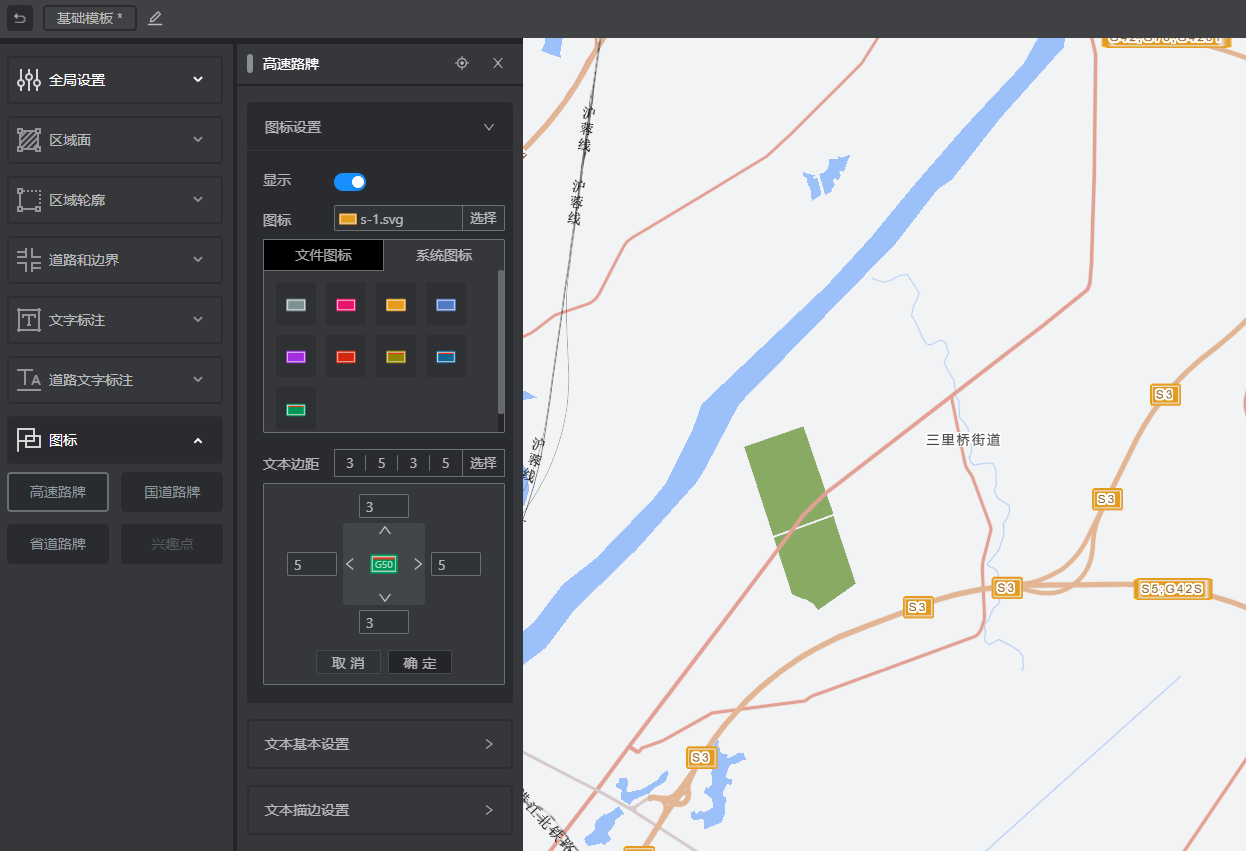 基础模板 *
全局设置
区域面
区域轮廓
道路和边界
文字标注
道路文字标注
图标
高速路牌
国道路牌
省道路牌
兴趣点
高速路牌
图标设置
显示
图标
s-1.svg
选择
文件图标
系统图标
文本边距
3
5
3
5
选择
3
5
G50
5
3
取 消
确 定
文本基本设置
文本描边设置
沪蓉线
沪蓉线
沪蓉线
S3
三里桥街道
S3
S3
S5;G42S
S3
S3
江北铁路